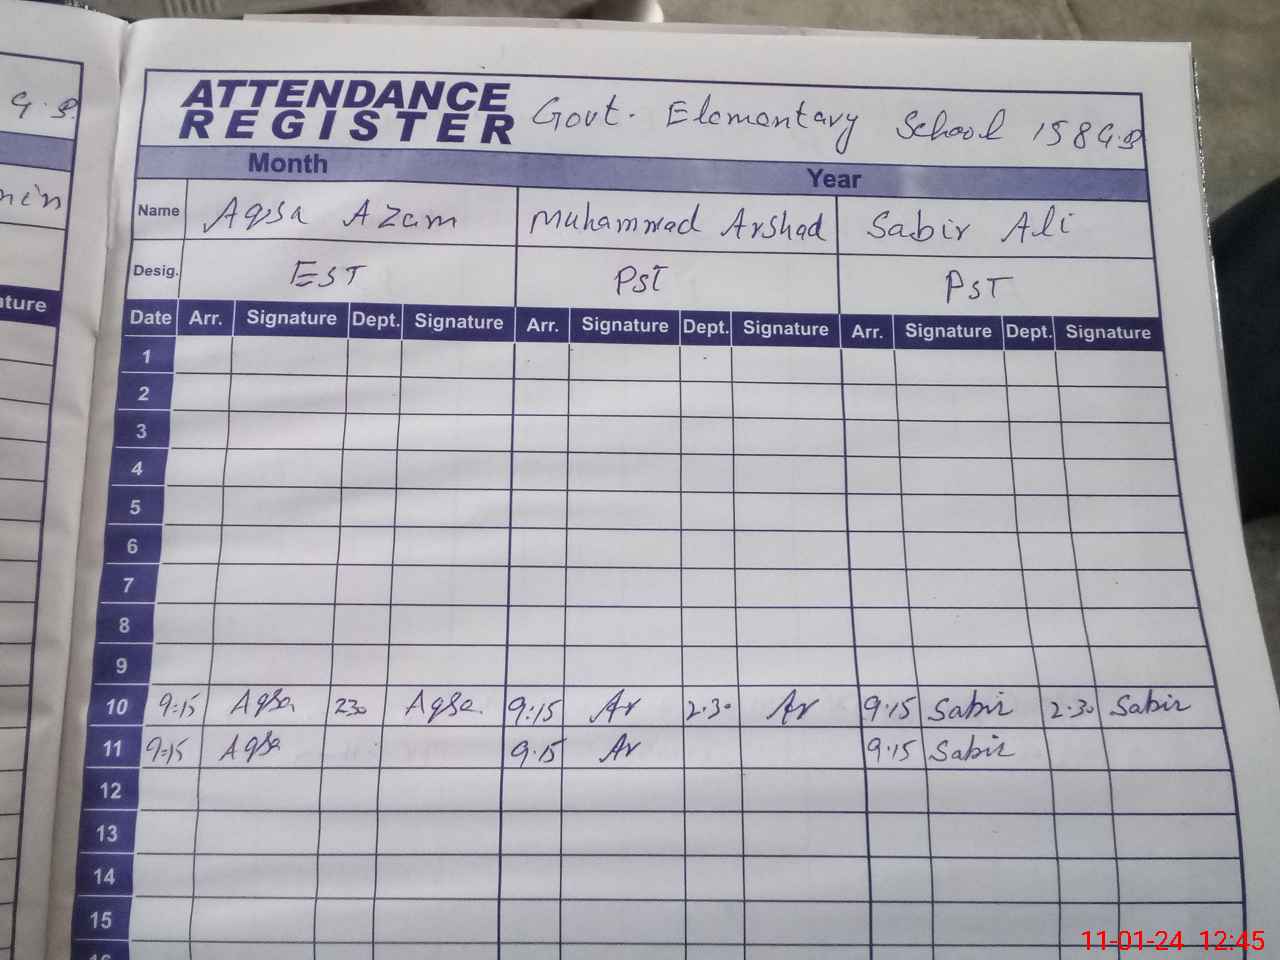 G.B.
ature
ATTENDANCE
REGISTER
Govt. Elementary School 158 G.B
Month Year
Name Aqsa Azam Muhammad Arshad Sabir Ali
Desig. EST PST PST
Date Arr. Signature Dept. Signature Arr. Signature Dept. Signature Arr. Signature Dept. Signature
1
2
3
4
5
6
7
8
9
10 9:15 Aqsa 230 Aqsa 9:15 Ar 2.30 Ar 9.15 Sabir 2.30 Sabir
11 9:15 Aqsa 9.15 Ar 9.15 Sabir
12
13
14
15
16
11-01-24 12:45